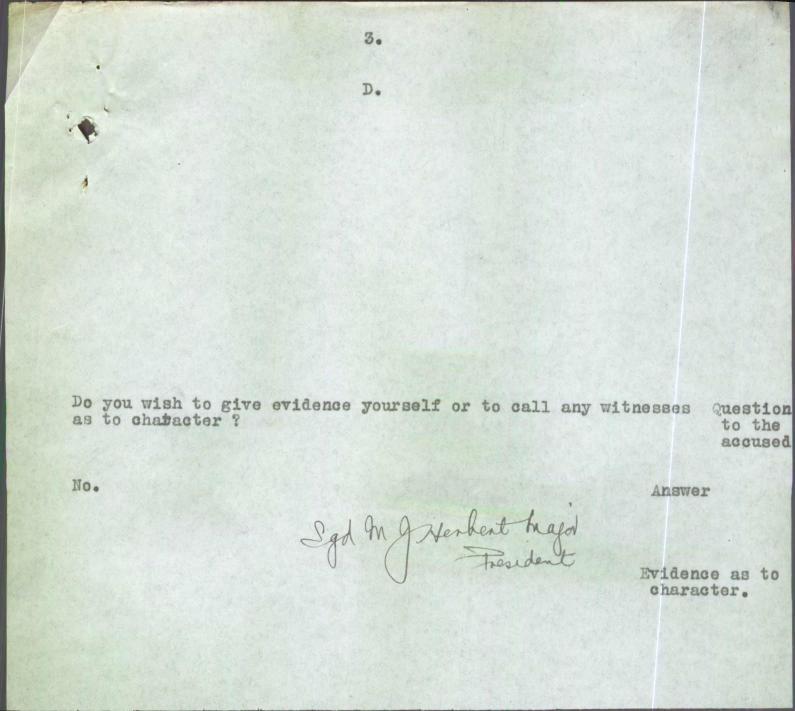 3.
D.
Do you wish to give evidence yourself or to call any witnesses
as to character ?
Question
to the
accused
No.
Answer
Sgd M J Herbert Major
President
Evidence as to
character.